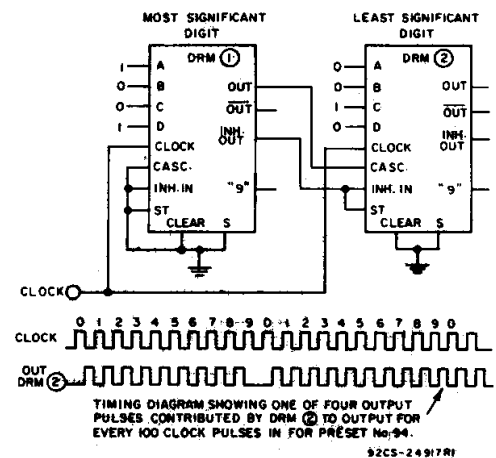 MOST SIGNIFICANT DIGIT
LEAST SIGNIFICANT DIGIT
DRM 1
1 A
0 B
0 C
1 D
CLOCK
CASC.
INH. IN
ST
CLEAR S
OUT
OUT
INH. OUT
"9"
DRM 2
0 A
0 B
1 C
0 D
CLOCK
CASC.
INH. IN
ST
CLEAR S
OUT
OUT
INH. OUT
"9"
CLOCK
0 1 2 3 4 5 6 7 8 9 0 1 2 3 4 5 6 7 8 9 0
CLOCK
OUT
DRM 2
TIMING DIAGRAM SHOWING ONE OF FOUR OUTPUT
PULSES CONTRIBUTED BY DRM 2 TO OUTPUT FOR
EVERY 100 CLOCK PULSES IN FOR PRESET No. 94.
92CS-24917R1